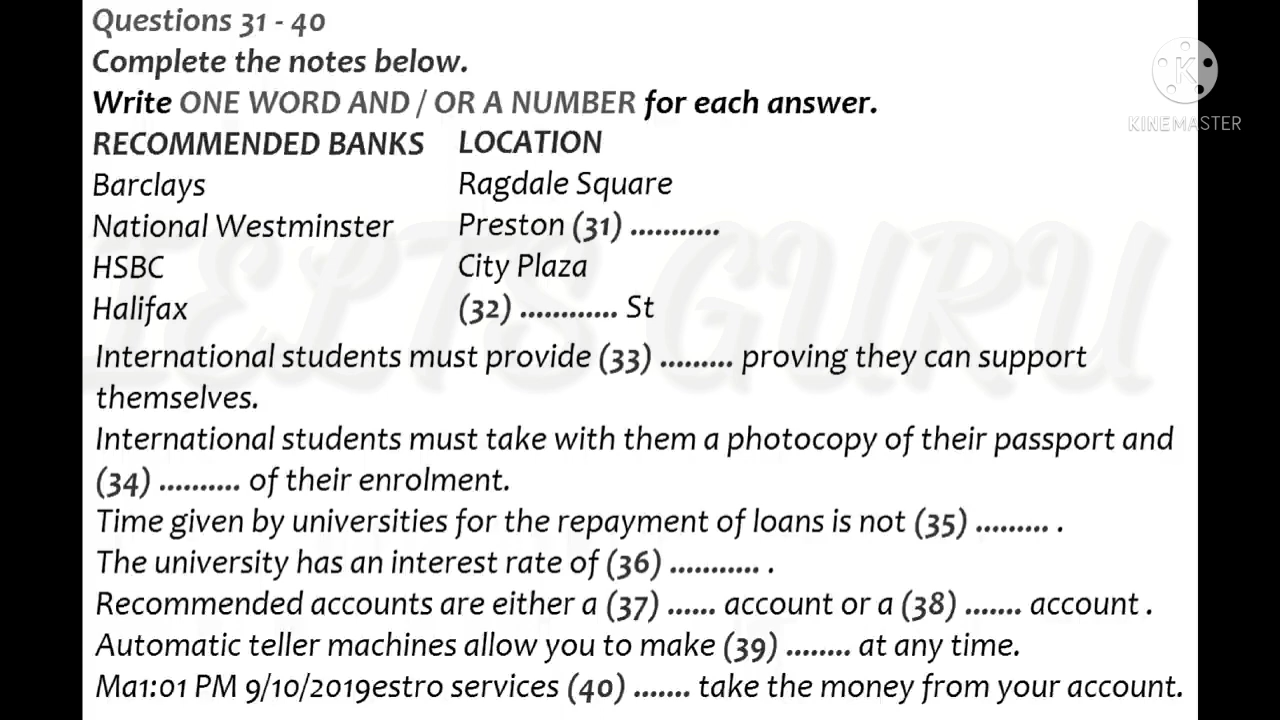 Questions 31 - 40
Complete the notes below.
Write ONE WORD AND / OR A NUMBER for each answer.
RECOMMENDED BANKS LOCATION
Barclays Ragdale Square
National Westminster Preston (31) ...........
HSBC City Plaza
Halifax (32) ............ St
International students must provide (33) ......... proving they can support
themselves.
International students must take with them a photocopy of their passport and
(34) .......... of their enrolment.
Time given by universities for the repayment of loans is not (35) ......... .
The university has an interest rate of (36) ........... .
Recommended accounts are either a (37) ...... account or a (38) ....... account .
Automatic teller machines allow you to make (39) ........ at any time.
Ma1:01 PM 9/10/2019estro services (40) ....... take the money from your account.
K
KINEMASTER
IELTS GURU